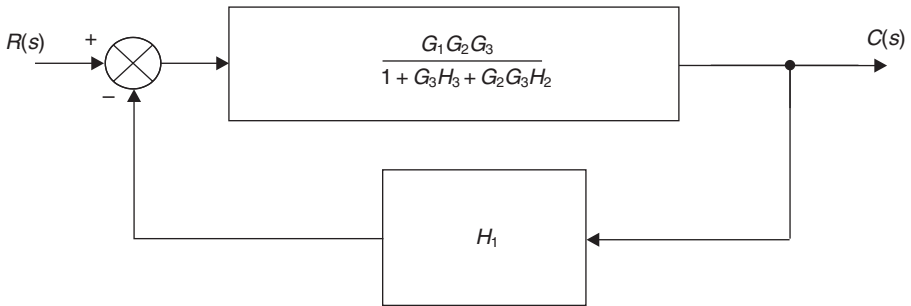 R(s)
+
−
G₁G₂G₃
1 + G₃H₃ + G₂G₃H₂
C(s)
H₁